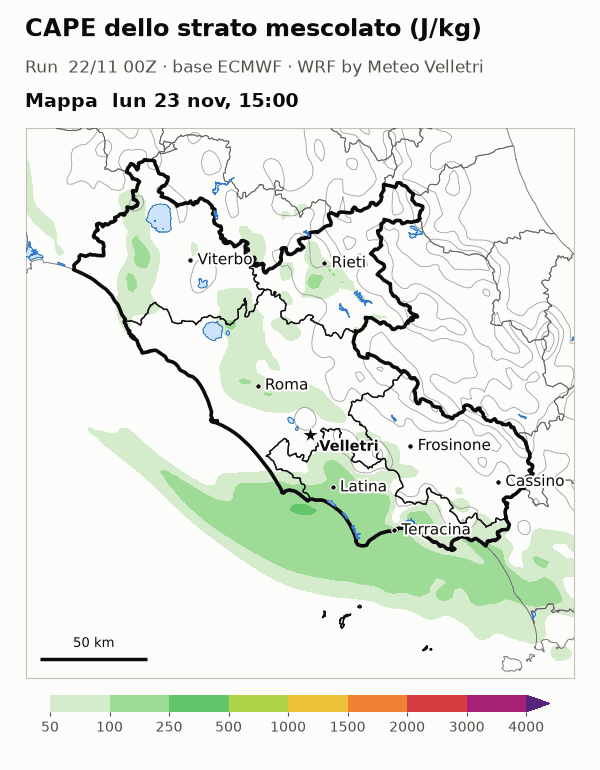 CAPE dello strato mescolato (J/kg)
Run  22/11 00Z · base ECMWF · WRF by Meteo Velletri
Mappa  lun 23 nov, 15:00
Viterbo
Rieti
Roma
Velletri
Frosinone
Latina
Cassino
Terracina
50 km
50 100 250 500 1000 1500 2000 3000 4000